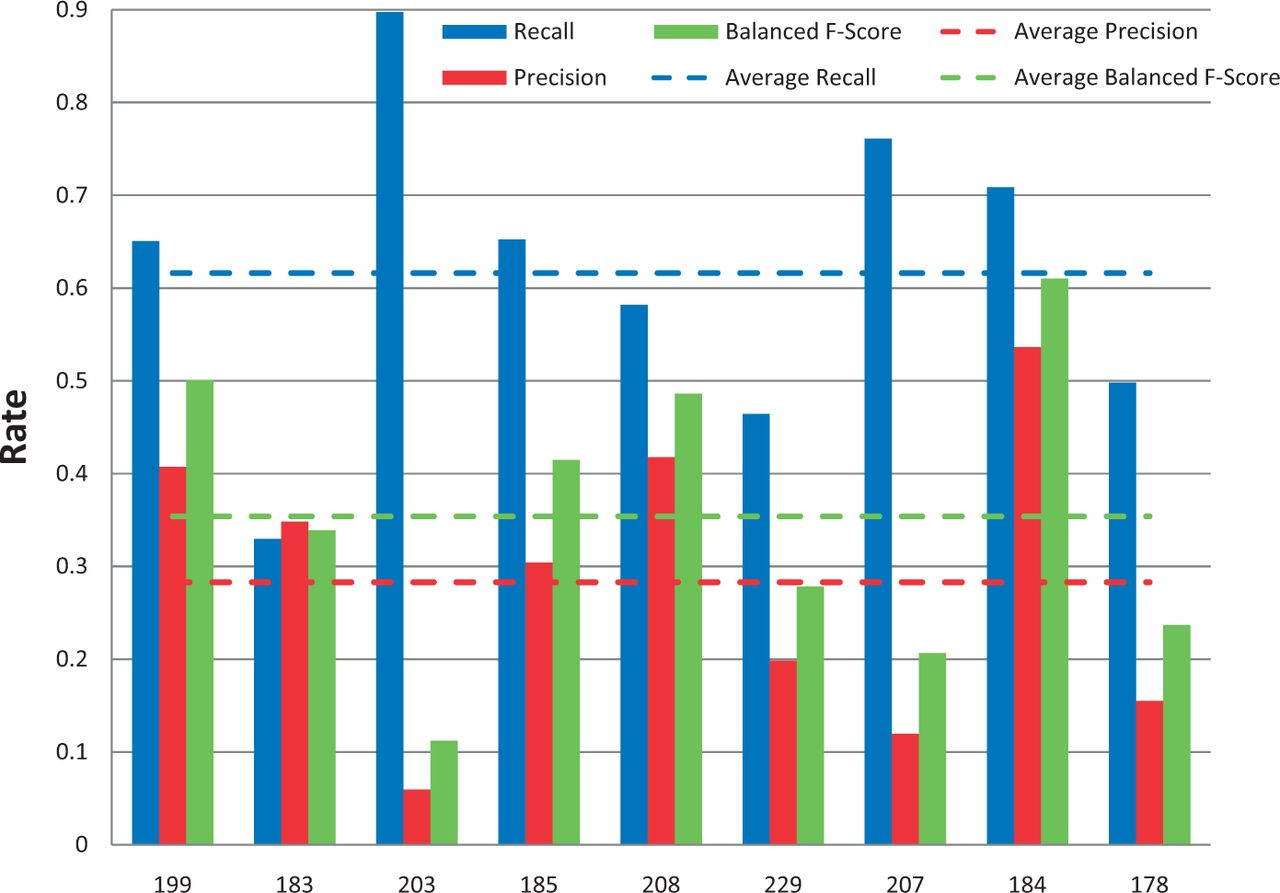 0.9
Recall
Balanced F-Score
Average Precision
Precision
Average Recall
Average Balanced F-Score
0.8
0.7
0.6
0.5
0.4
0.3
0.2
0.1
0
Rate
199 183 203 185 208 229 207 184 178